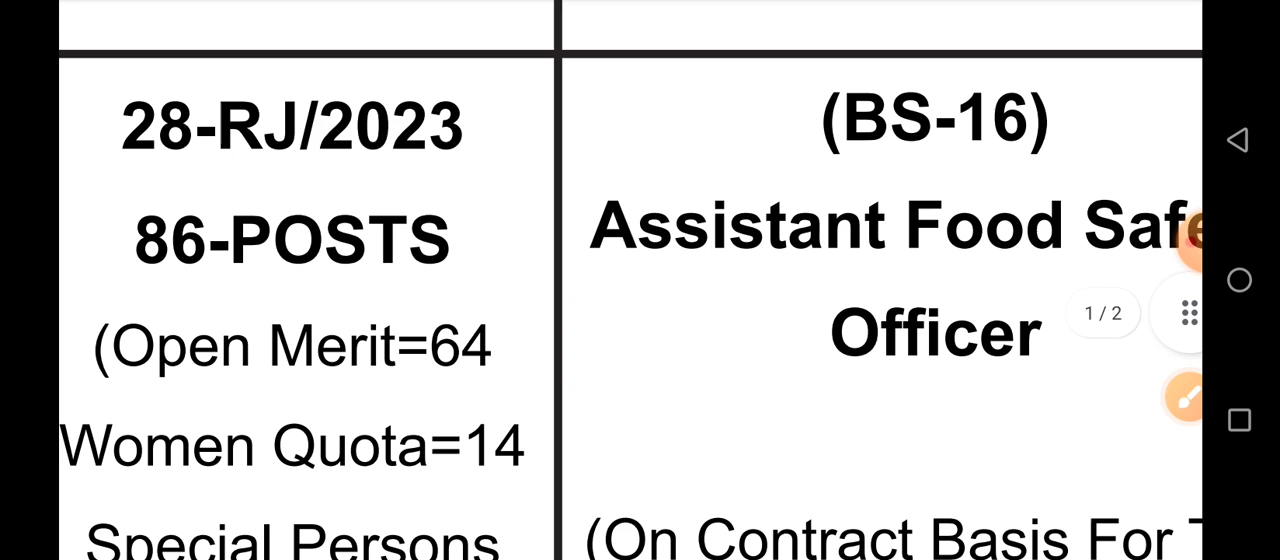 28-RJ/2023
86-POSTS
(Open Merit=64
Women Quota=14
Special Persons
(BS-16)
Assistant Food Safe
Officer
(On Contract Basis For T
1 / 2